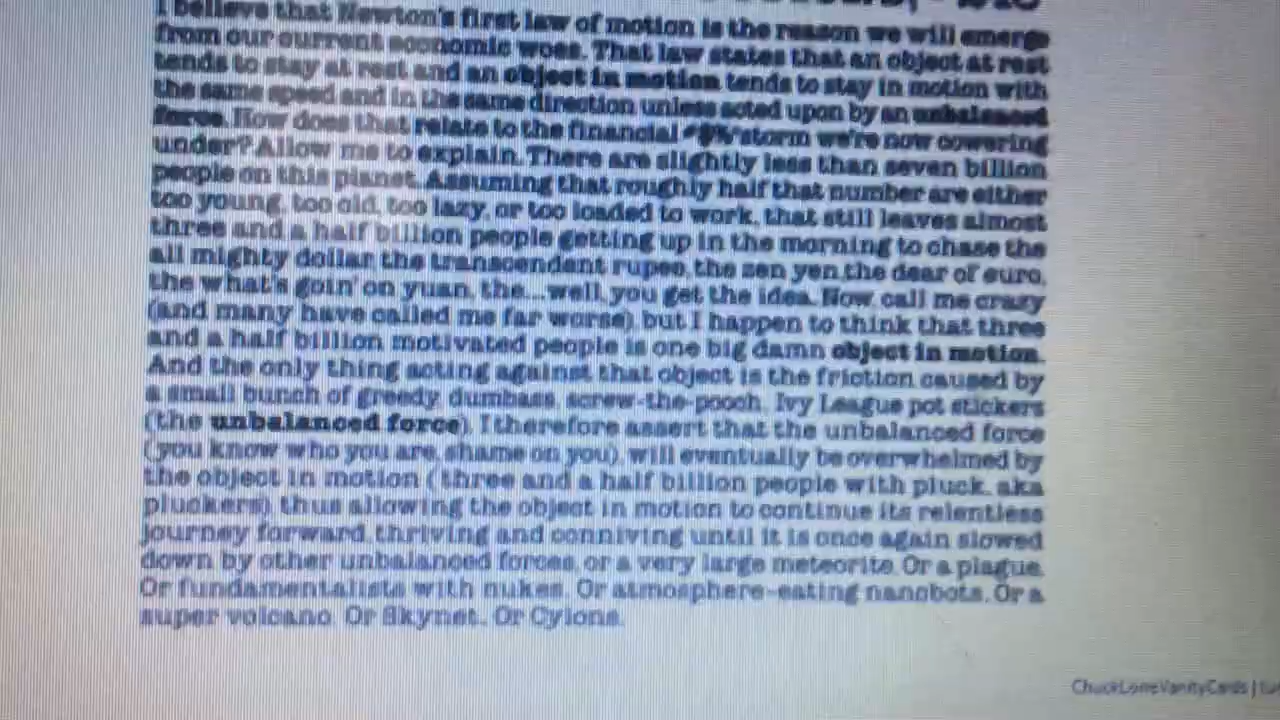 I believe that Newton's first law of motion is the reason we will emerge
from our current economic woes. That law states that an object at rest
tends to stay at rest and an object in motion tends to stay in motion with
the same speed and in the same direction unless acted upon by an unbalanced
force. How does that relate to the financial *#%*storm we're now cowering
under? Allow me to explain. There are slightly less than seven billion
people on this planet. Assuming that roughly half that number are either
too young, too old, too lazy, or too loaded to work, that still leaves almost
three and a half billion people getting up in the morning to chase the
all mighty dollar, the transcendent rupee, the zen yen, the dear ol' euro,
the what's goin' on yuan, the...well, you get the idea. Now, call me crazy
(and many have called me far worse), but I happen to think that three
and a half billion motivated people is one big damn object in motion.
And the only thing acting against that object is the friction caused by
a small bunch of greedy, dumbass, screw-the-pooch, Ivy League pot stickers
(the unbalanced force). I therefore assert that the unbalanced force
(you know who you are, shame on you), will eventually be overwhelmed by
the object in motion (three and a half billion people with pluck, aka
pluckers), thus allowing the object in motion to continue its relentless
journey forward, thriving and conniving until it is once again slowed
down by other unbalanced forces, or a very large meteorite. Or a plague.
Or fundamentalists with nukes. Or atmosphere-eating nanobots. Or a
super volcano. Or Skynet. Or Cylons.
ChuckLorreVanityCards |